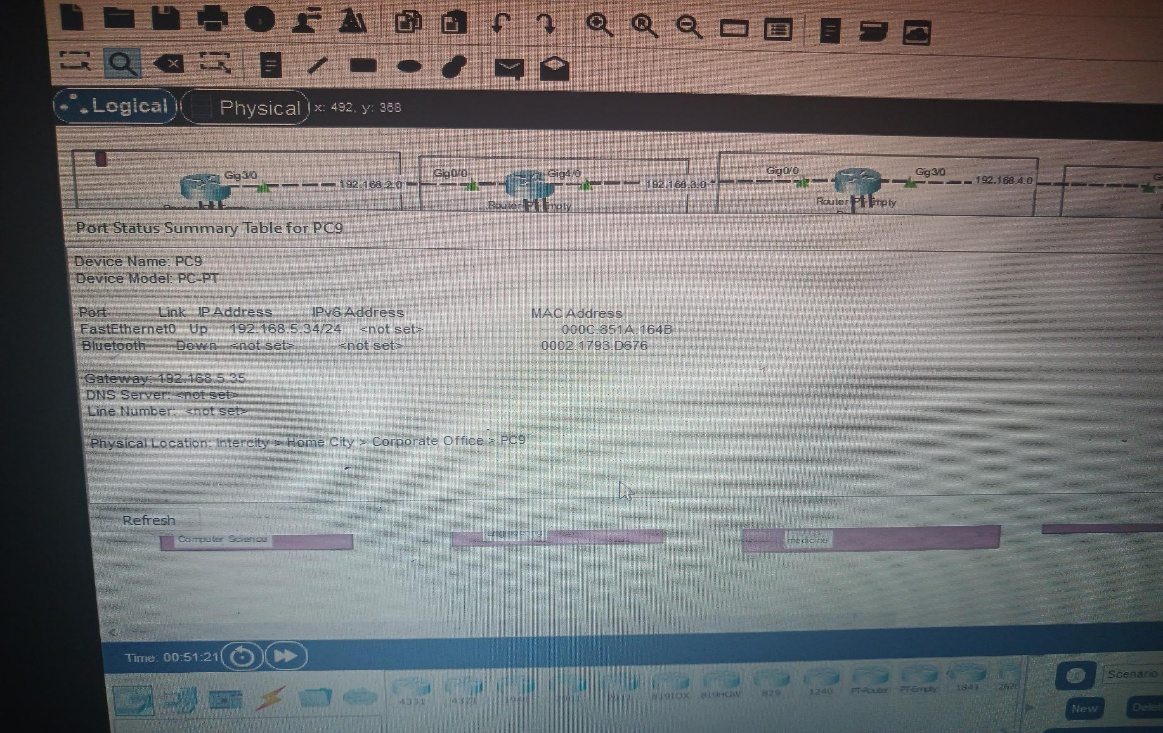 Logical Physical x: 492, y: 368
Gig3/0 192.168.2.0 Gig0/0 Gig4/0 192.168.3.0 Gig0/0 Gig3/0 192.168.4.0
Port Status Summary Table for PC9
Device Name: PC9
Device Model: PC-PT
Port Link IP Address IPv6 Address MAC Address
FastEthernet0 Up 192.168.5.34/24 <not set> 000C.851A.164B
Bluetooth Down <not set> <not set> 0002.1793.D676
Gateway: 192.168.5.35
DNS Server: <not set>
Line Number: <not set>
Physical Location: Intercity > Home City > Corporate Office > PC9
Refresh
Computer Science Engineering medicine
Time: 00:51:21
4331 4321 819IOX 819HGW 829 1240 PT-Router PT-Empty 1841
Scenario
New